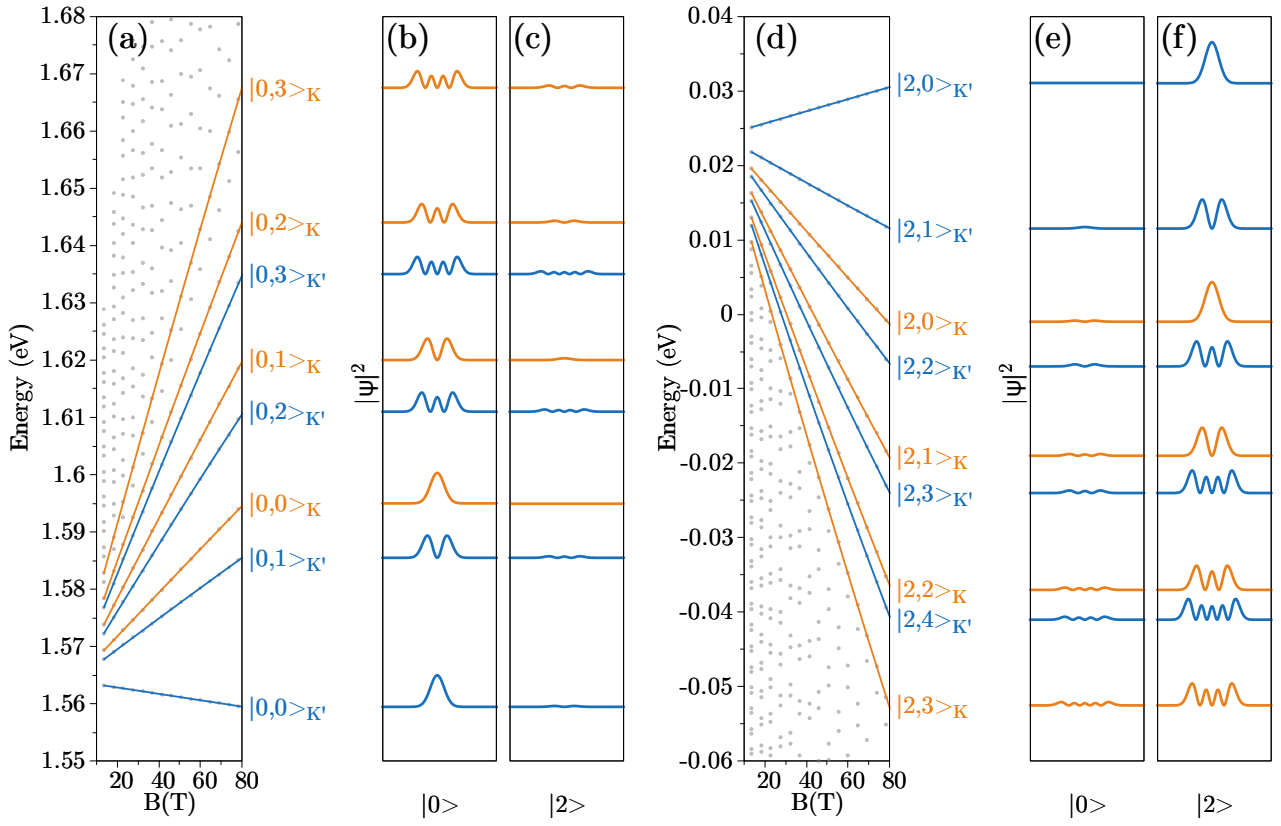 (a)
1.68
1.67
1.66
1.65
1.64
1.63
1.62
1.61
1.6
1.59
1.58
1.57
1.56
1.55
Energy (eV)
20
40
60
80
B(T)
|0,3>K
|0,2>K
|0,3>K'
|0,1>K
|0,2>K'
|0,0>K
|0,1>K'
|0,0>K'
|Ψ|2
(b)
|0>
(c)
|2>
(d)
0.04
0.03
0.02
0.01
0
-0.01
-0.02
-0.03
-0.04
-0.05
-0.06
Energy (eV)
20
40
60
80
B(T)
|2,0>K'
|2,1>K'
|2,0>K
|2,2>K'
|2,1>K
|2,3>K'
|2,2>K
|2,4>K'
|2,3>K
|Ψ|2
(e)
|0>
(f)
|2>